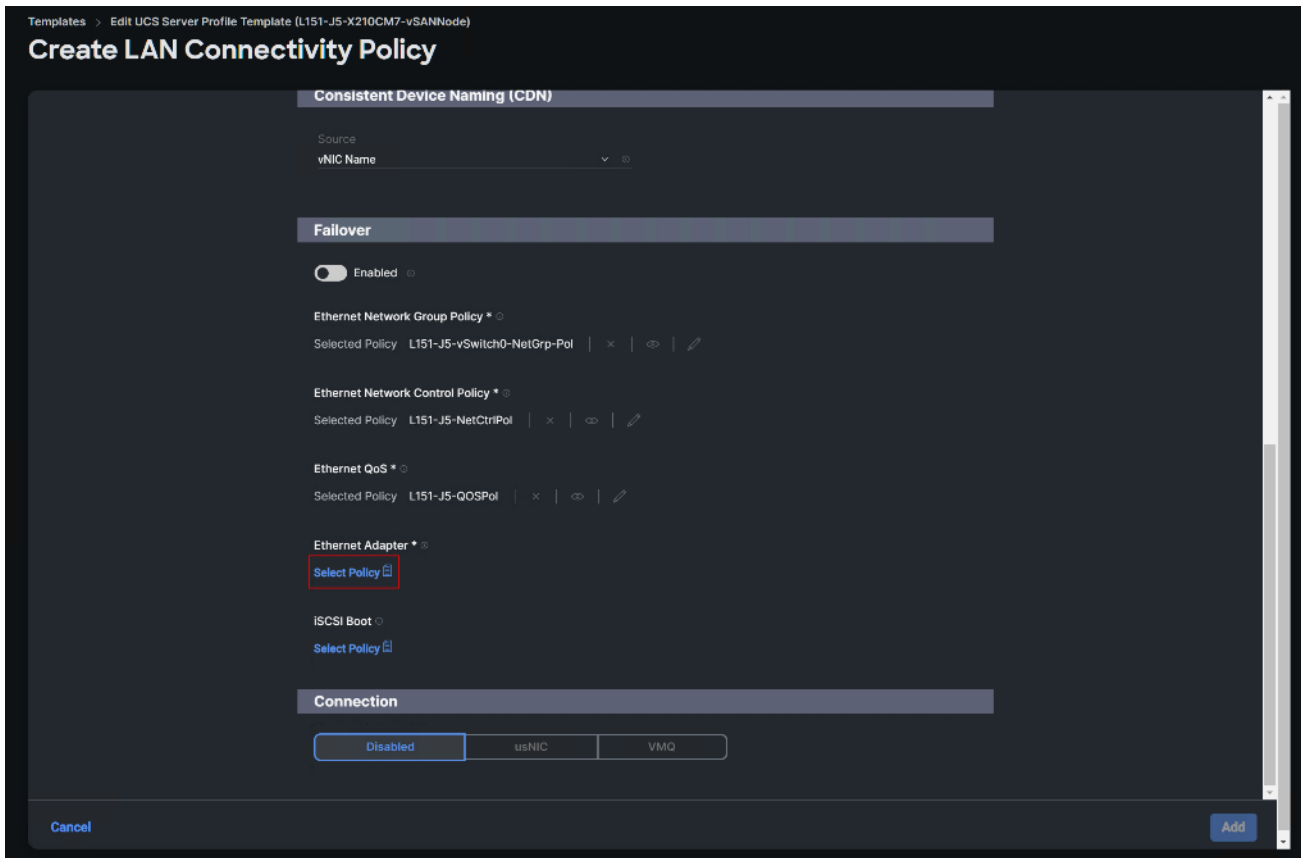 Templates > Edit UCS Server Profile Template (L151-J5-X210CM7-vSANNode)
Create LAN Connectivity Policy
Consistent Device Naming (CDN)
Source
vNIC Name
Failover
Enabled
Ethernet Network Group Policy *
Selected Policy L151-J5-vSwitch0-NetGrp-Pol
Ethernet Network Control Policy *
Selected Policy L151-J5-NetCtrlPol
Ethernet QoS *
Selected Policy L151-J5-QOSPol
Ethernet Adapter *
Select Policy
iSCSI Boot
Select Policy
Connection
Disabled usNIC VMQ
Cancel Add